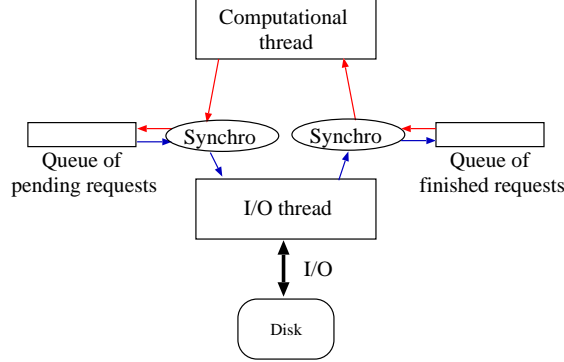 Computational
thread
Synchro
Synchro
Queue of
pending requests
Queue of
finished requests
I/O thread
I/O
Disk